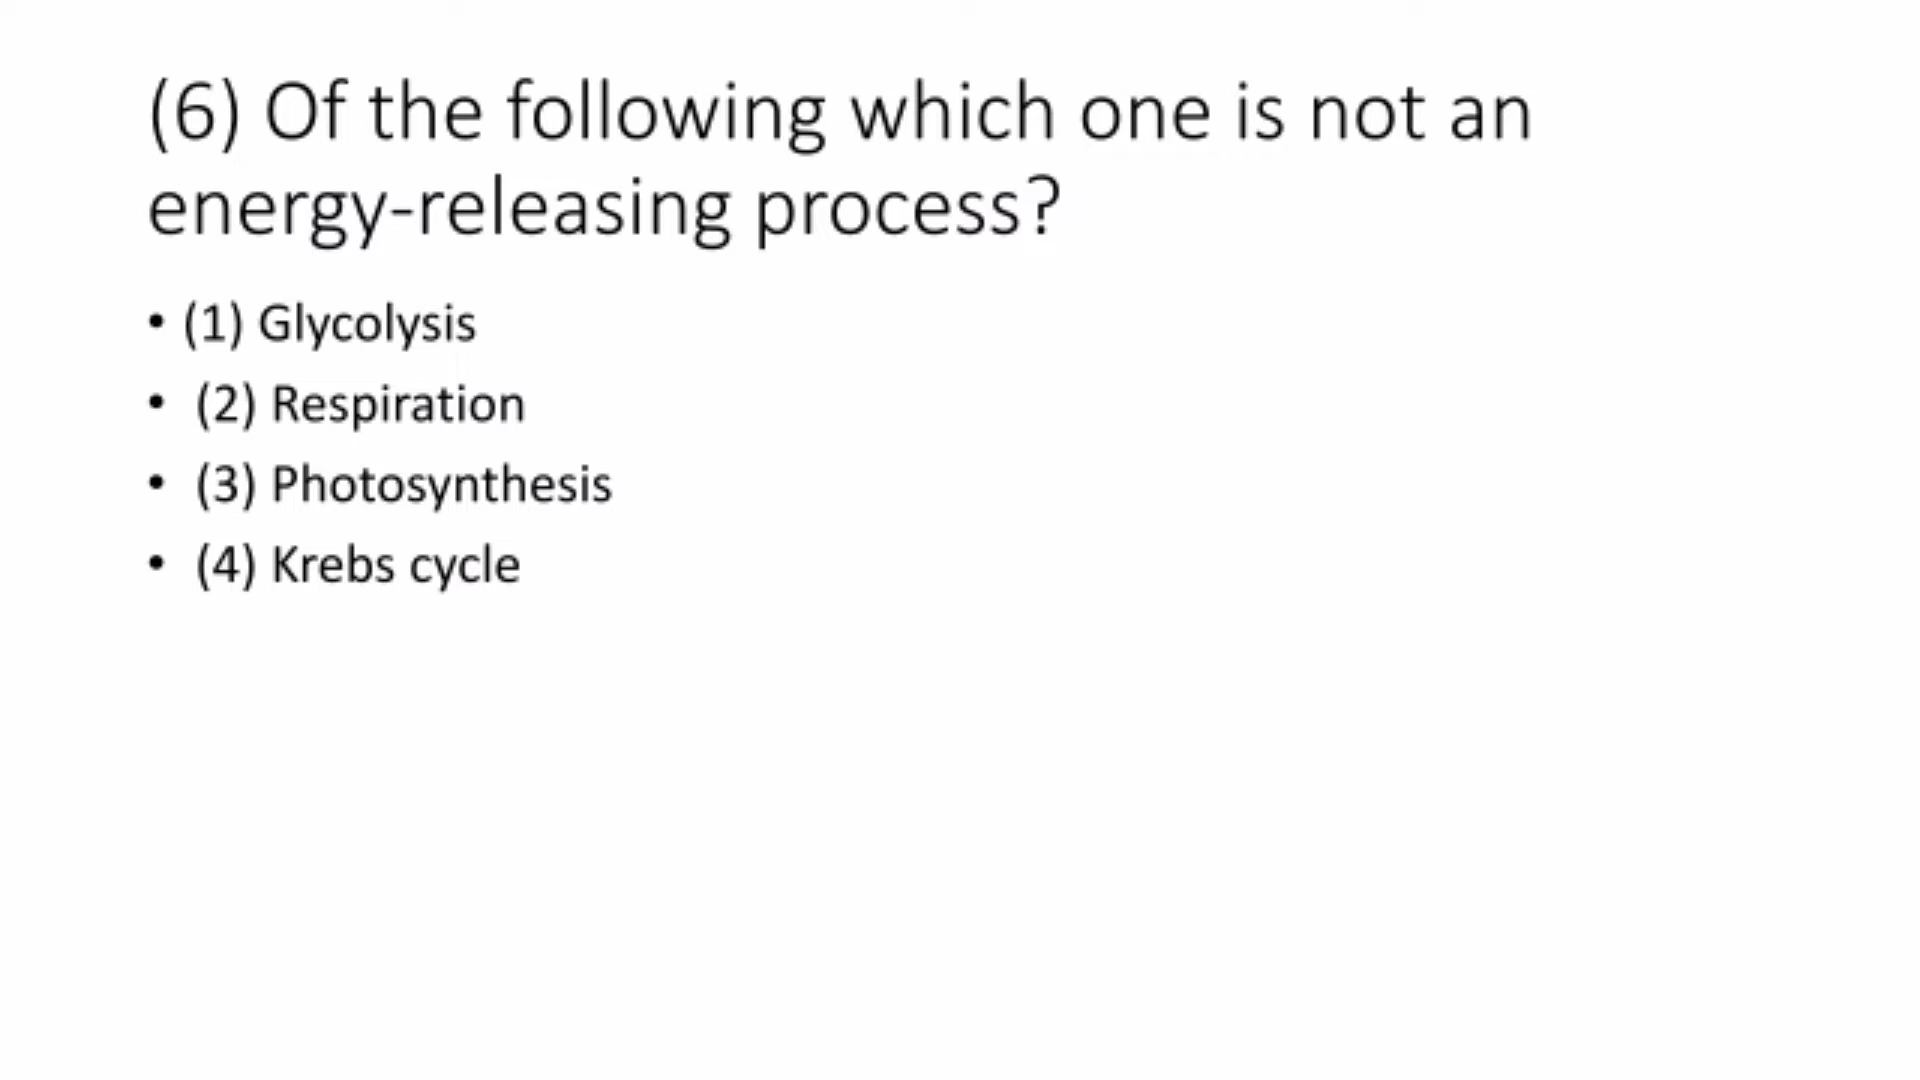 (6) Of the following which one is not an
energy-releasing process?
• (1) Glycolysis
• (2) Respiration
• (3) Photosynthesis
• (4) Krebs cycle